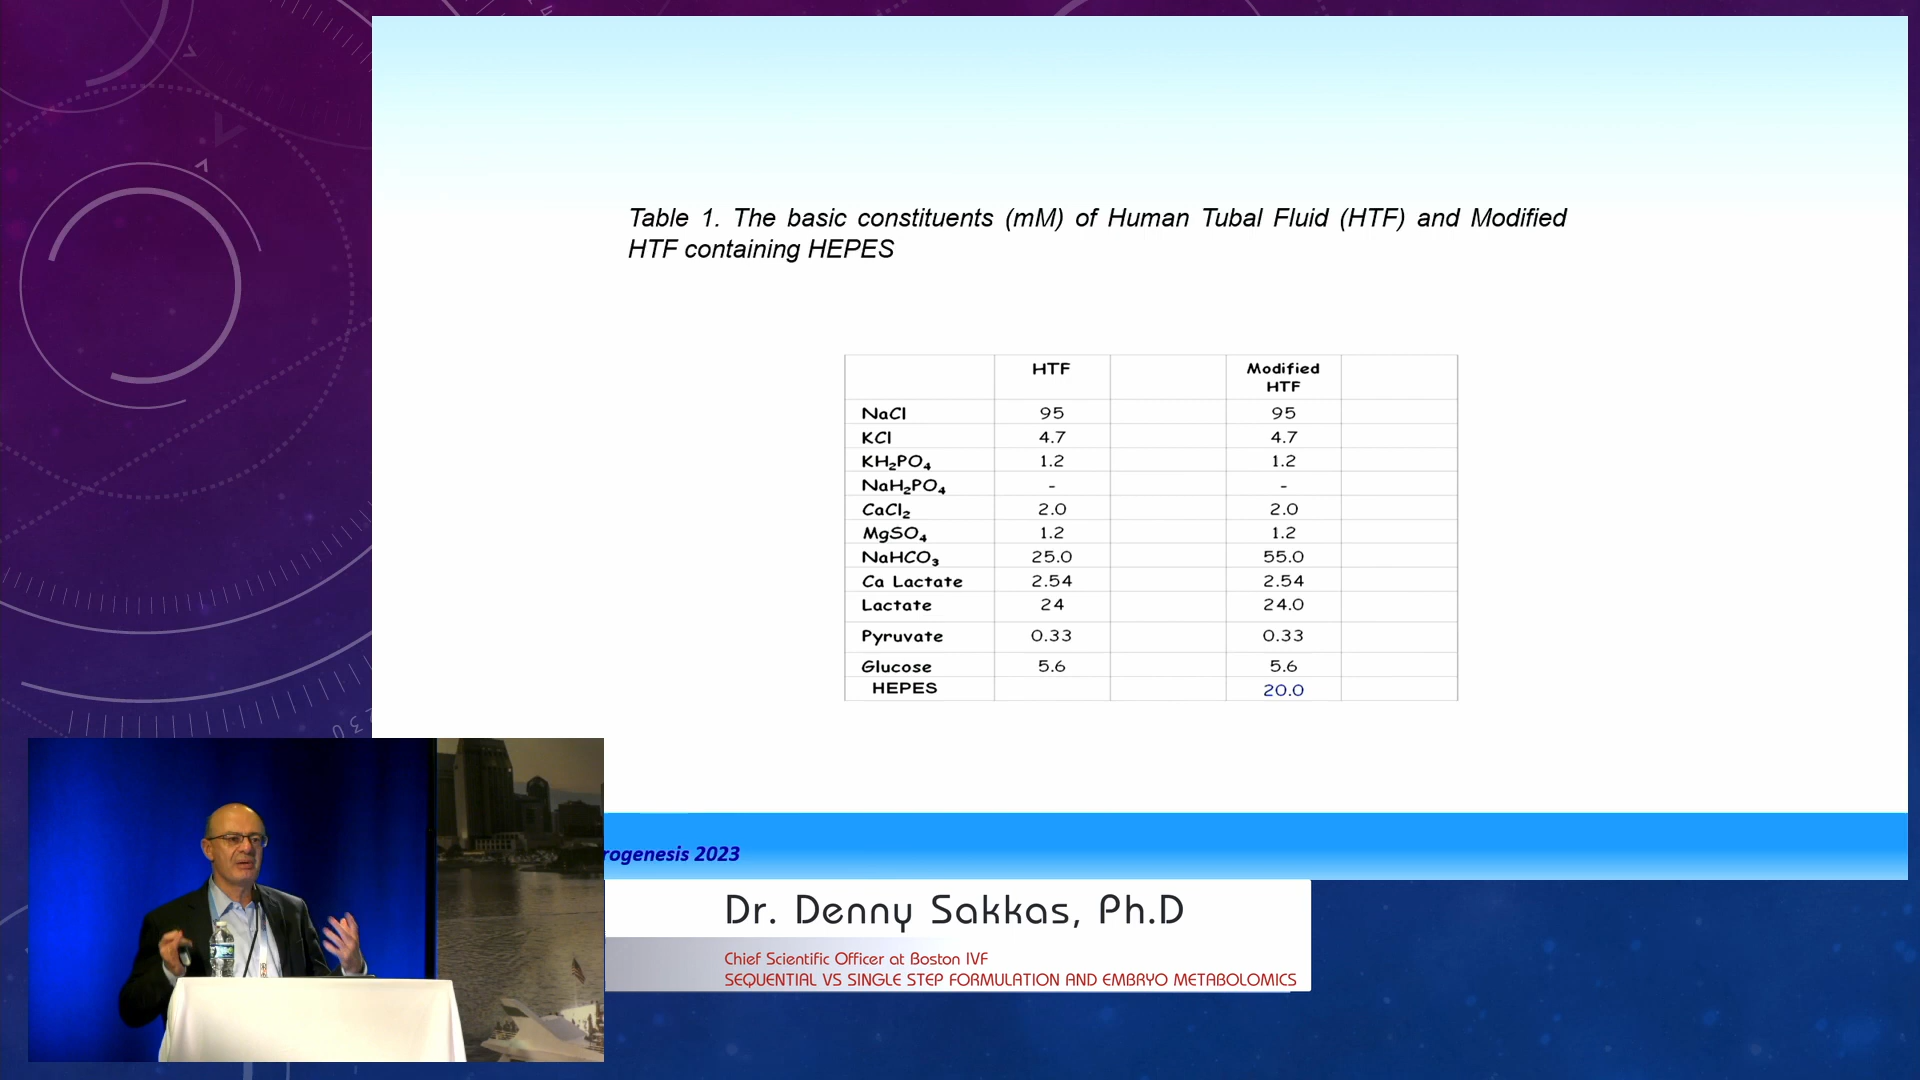 Table 1. The basic constituents (mM) of Human Tubal Fluid (HTF) and Modified
HTF containing HEPES
HTF Modified HTF
NaCl 95 95
KCl 4.7 4.7
KH₂PO₄ 1.2 1.2
NaH₂PO₄ - -
CaCl₂ 2.0 2.0
MgSO₄ 1.2 1.2
NaHCO₃ 25.0 55.0
Ca Lactate 2.54 2.54
Lactate 24 24.0
Pyruvate 0.33 0.33
Glucose 5.6 5.6
HEPES 20.0
rogenesis 2023
Dr. Denny Sakkas, Ph.D
Chief Scientific Officer at Boston IVF
SEQUENTIAL VS SINGLE STEP FORMULATION AND EMBRYO METABOLOMICS